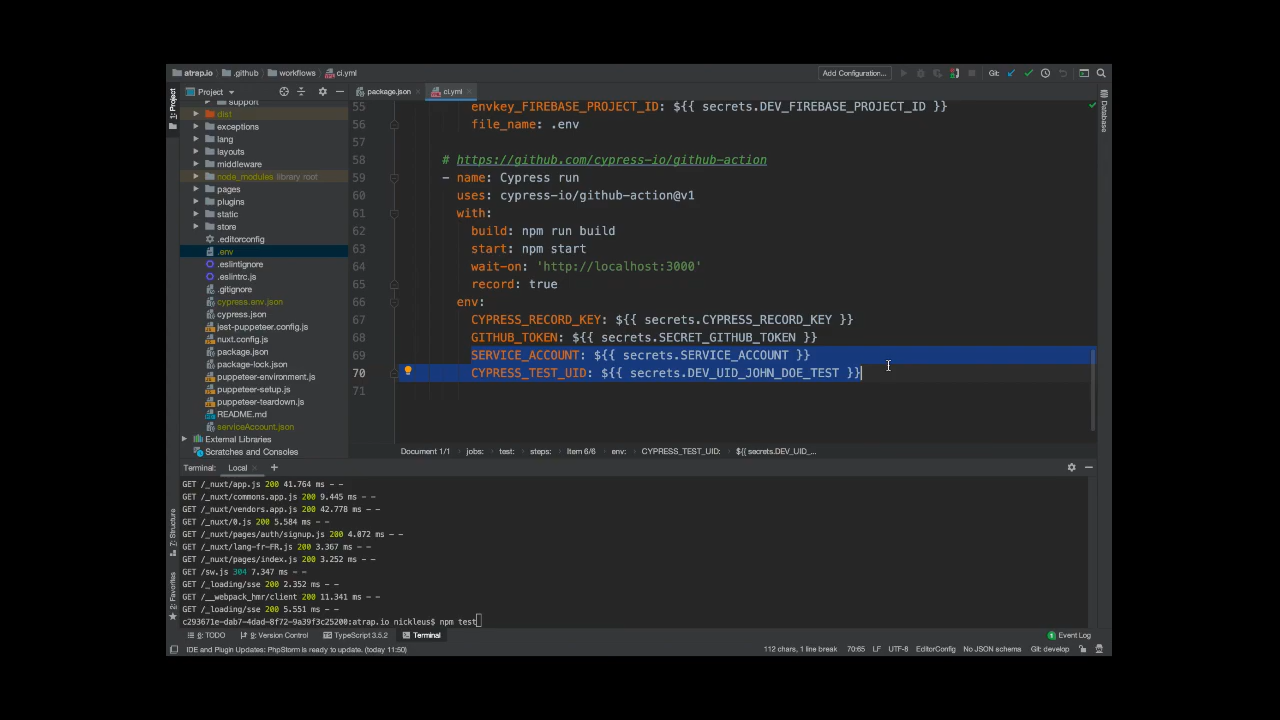 atrap.io .github workflows ci.yml Add Configuration... Git:
1: Project Project package.json ci.yml Database
support
dist
exceptions
lang
layouts
middleware
node_modules library root
pages
plugins
static
store
.editorconfig
.env
.eslintignore
.eslintrc.js
.gitignore
cypress.env.json
cypress.json
jest-puppeteer.config.js
nuxt.config.js
package.json
package-lock.json
puppeteer-environment.js
puppeteer-setup.js
puppeteer-teardown.js
README.md
serviceAccount.json
External Libraries
Scratches and Consoles
55 envkey_FIREBASE_PROJECT_ID: ${{ secrets.DEV_FIREBASE_PROJECT_ID }}
56 file_name: .env
57
58 # https://github.com/cypress-io/github-action
59 - name: Cypress run
60 uses: cypress-io/github-action@v1
61 with:
62 build: npm run build
63 start: npm start
64 wait-on: 'http://localhost:3000'
65 record: true
66 env:
67 CYPRESS_RECORD_KEY: ${{ secrets.CYPRESS_RECORD_KEY }}
68 GITHUB_TOKEN: ${{ secrets.SECRET_GITHUB_TOKEN }}
69 SERVICE_ACCOUNT: ${{ secrets.SERVICE_ACCOUNT }}
70 CYPRESS_TEST_UID: ${{ secrets.DEV_UID_JOHN_DOE_TEST }}
71
Document 1/1 jobs: test: steps: Item 6/6 env: CYPRESS_TEST_UID: ${{ secrets.DEV_UID_...
Terminal: Local +
GET /_nuxt/app.js 200 41.764 ms - -
GET /_nuxt/commons.app.js 200 9.445 ms - -
GET /_nuxt/vendors.app.js 200 42.778 ms - -
GET /_nuxt/0.js 200 5.584 ms - -
GET /_nuxt/pages/auth/signup.js 200 4.072 ms - -
GET /_nuxt/lang-fr-FR.js 200 3.367 ms - -
GET /_nuxt/pages/index.js 200 3.252 ms - -
GET /sw.js 304 7.347 ms - -
GET /_loading/sse 200 2.352 ms - -
GET /__webpack_hmr/client 200 11.341 ms - -
GET /_loading/sse 200 5.551 ms - -
c293671e-dab7-4dad-8f72-9a39f3c25200:atrap.io nickleus$ npm test
7: Structure
2: Favorites
6: TODO 9: Version Control TypeScript 3.5.2 Terminal 1 Event Log
IDE and Plugin Updates: PhpStorm is ready to update. (today 11:50) 112 chars, 1 line break 70:65 LF UTF-8 EditorConfig No JSON schema Git: develop